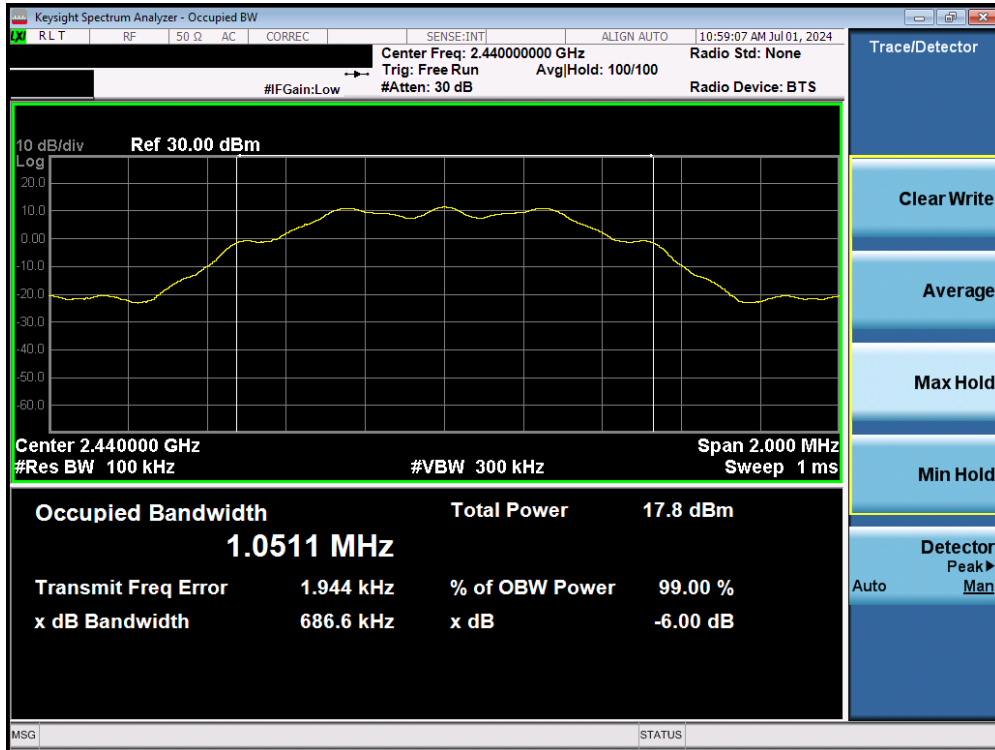 Keysight Spectrum Analyzer - Occupied BW
LXI RLT RF 50 Ω AC CORREC SENSE:INT ALIGN AUTO 10:59:07 AM Jul 01, 2024
Center Freq: 2.440000000 GHz Radio Std: None
Trig: Free Run Avg|Hold: 100/100
#IFGain:Low #Atten: 30 dB Radio Device: BTS
Trace/Detector
10 dB/div Ref 30.00 dBm
Log
20.0
10.0
0.00
-10.0
-20.0
-30.0
-40.0
-50.0
-60.0
Center 2.440000 GHz Span 2.000 MHz
#Res BW 100 kHz #VBW 300 kHz Sweep 1 ms
Occupied Bandwidth Total Power 17.8 dBm
1.0511 MHz
Transmit Freq Error 1.944 kHz % of OBW Power 99.00 %
x dB Bandwidth 686.6 kHz x dB -6.00 dB
Clear Write
Average
Max Hold
Min Hold
Detector
Peak▶
Auto Man
MSG STATUS